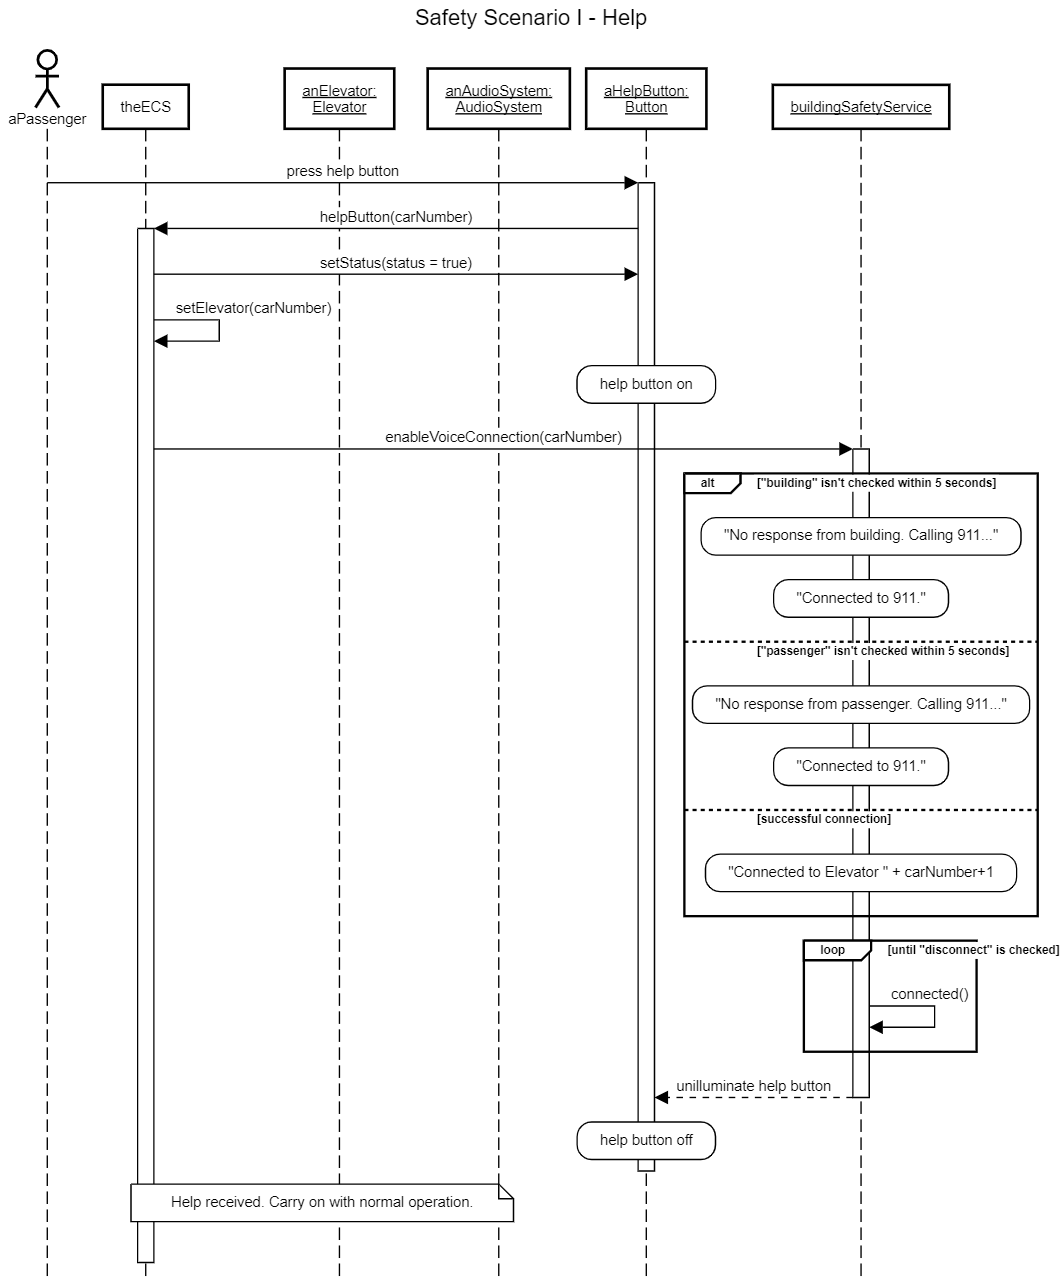 Safety Scenario I - Help
aPassenger
theECS
anElevator:
Elevator
anAudioSystem:
AudioSystem
aHelpButton:
Button
buildingSafetyService
press help button
helpButton(carNumber)
setStatus(status = true)
setElevator(carNumber)
help button on
enableVoiceConnection(carNumber)
alt ["building" isn't checked within 5 seconds]
"No response from building. Calling 911..."
"Connected to 911."
["passenger" isn't checked within 5 seconds]
"No response from passenger. Calling 911..."
"Connected to 911."
[successful connection]
"Connected to Elevator " + carNumber+1
loop [until "disconnect" is checked]
connected()
unilluminate help button
help button off
Help received. Carry on with normal operation.